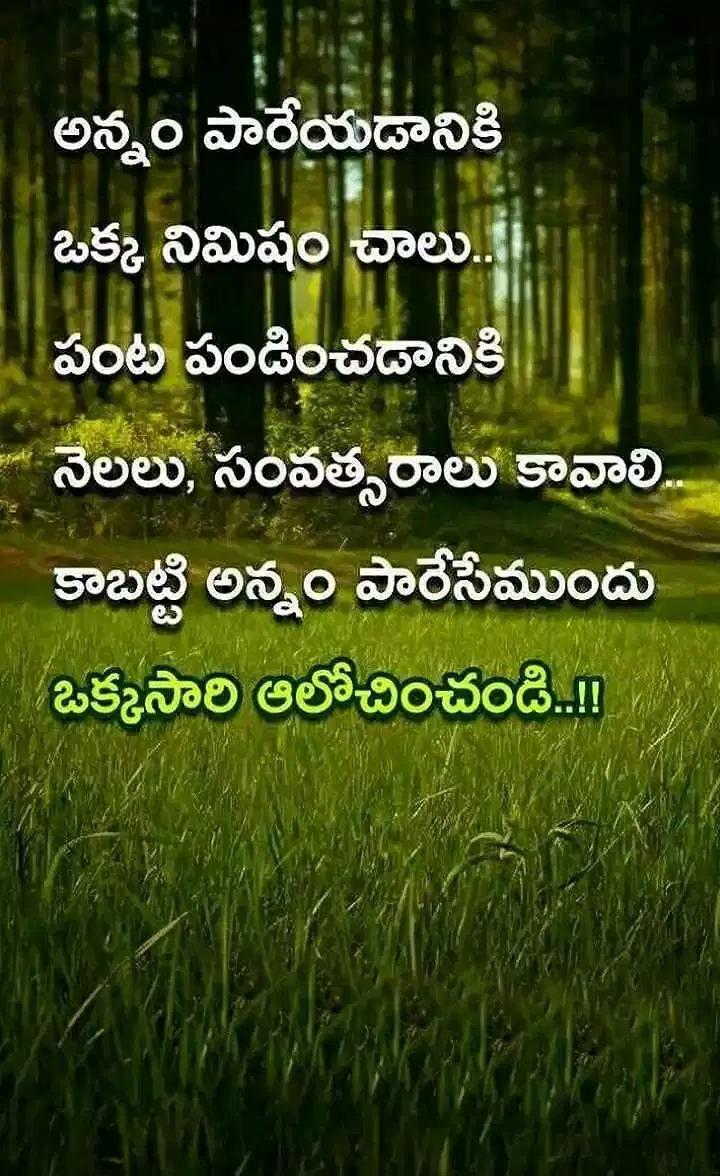 అన్నం పారేయడానికి
ఒక్క నిమిషం చాలు..
పంట పండించడానికి
నెలలు, సంవత్సరాలు కావాలి..
కాబట్టి అన్నం పారేసేముందు
ఒక్కసారి ఆలోచించండి..!!